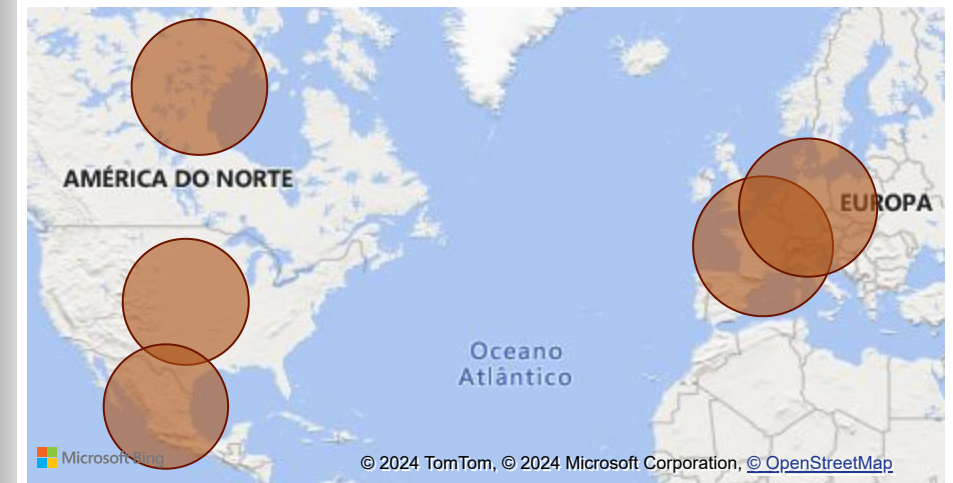 AMÉRICA DO NORTE
EUROPA
Oceano
Atlântico
Microsoft Bing
© 2024 TomTom, © 2024 Microsoft Corporation, © OpenStreetMap